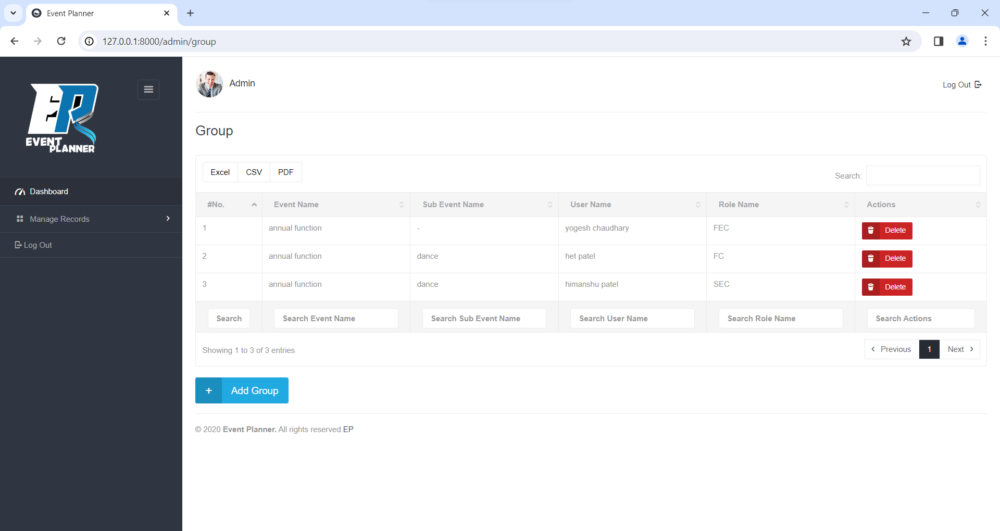 Event Planner
127.0.0.1:8000/admin/group
EVENT
PLANNER
Admin
Log Out
Group
Dashboard
Manage Records
Log Out
Excel CSV PDF
Search:
#No. Event Name Sub Event Name User Name Role Name Actions
1 annual function - yogesh chaudhary FEC Delete
2 annual function dance het patel FC Delete
3 annual function dance himanshu patel SEC Delete
Search Search Event Name Search Sub Event Name Search User Name Search Role Name Search Actions
Showing 1 to 3 of 3 entries
Previous 1 Next
+ Add Group
© 2020 Event Planner. All rights reserved.EP